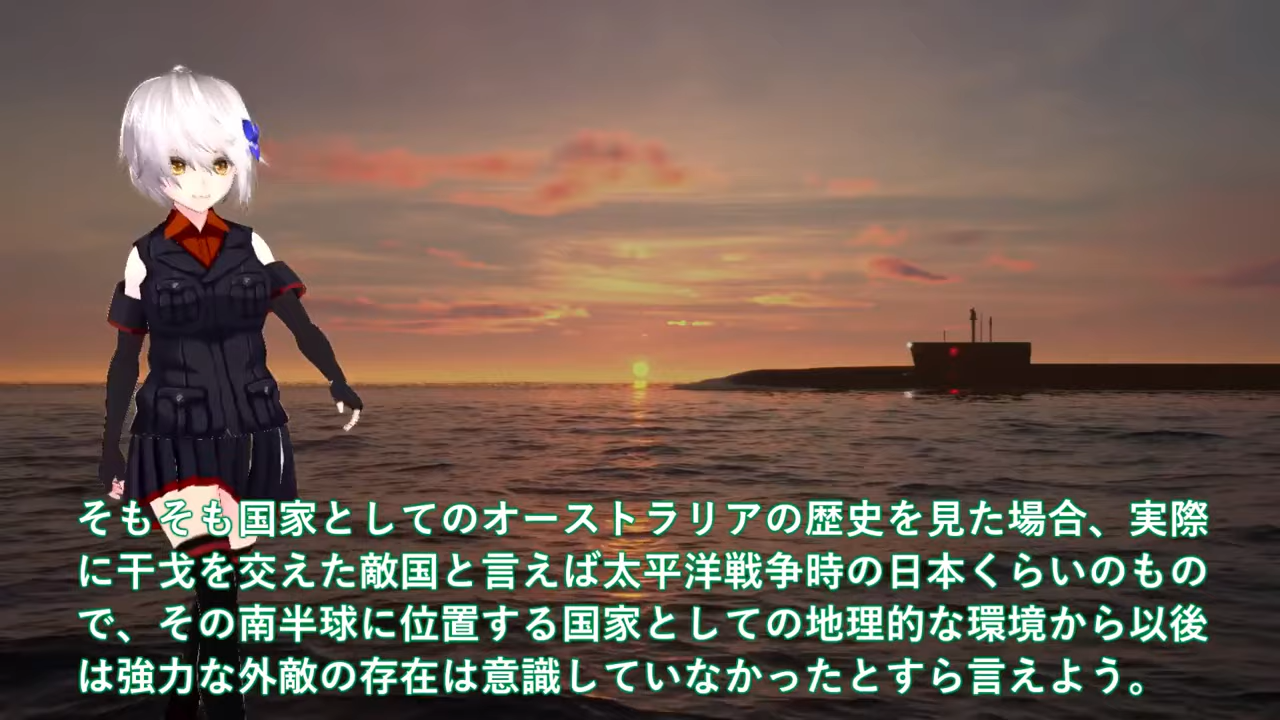 そもそも国家としてのオーストラリアの歴史を見た場合、実際
に干戈を交えた敵国と言えば太平洋戦争時の日本くらいのもの
で、その南半球に位置する国家としての地理的な環境から以後
は強力な外敵の存在は意識していなかったとすら言えよう。